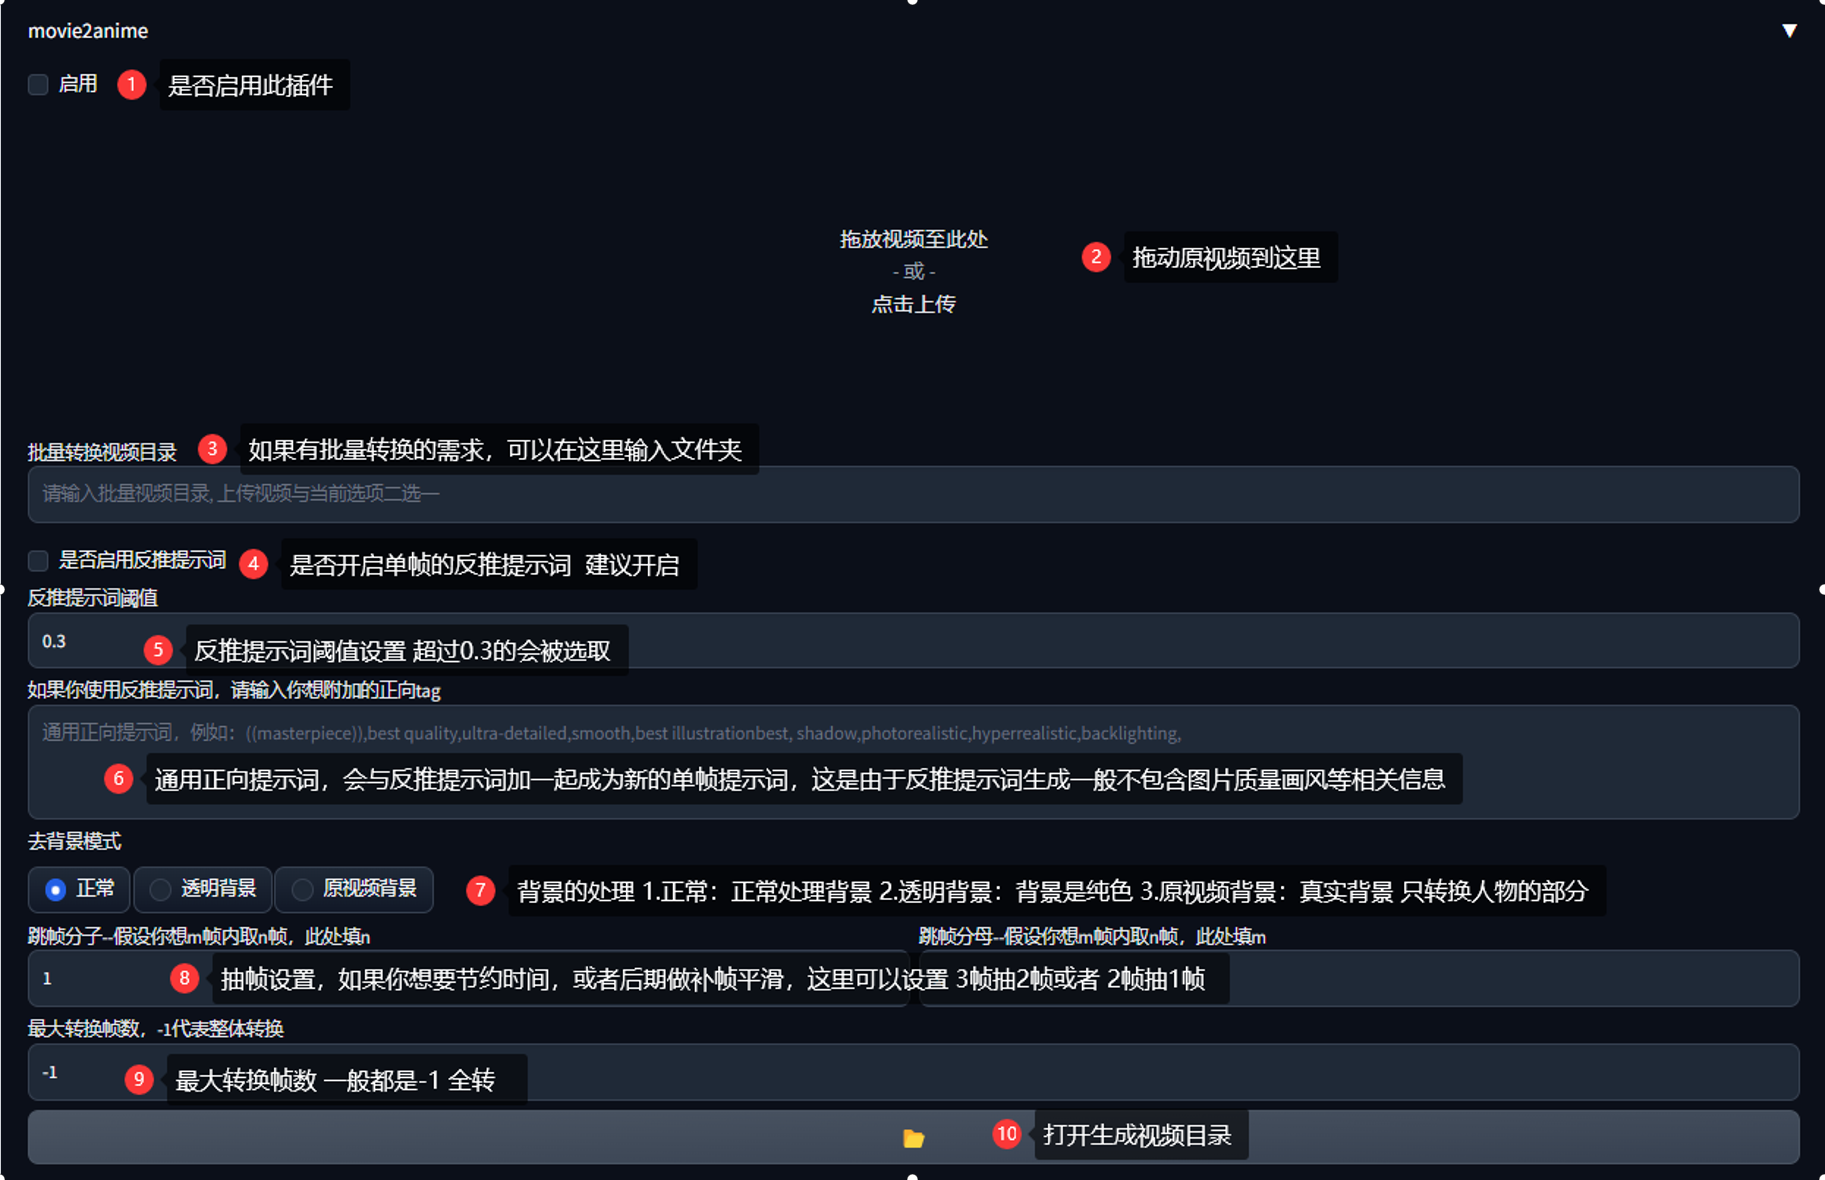 movie2anime
▼
启用
1 是否启用此插件
拖放视频至此处
- 或 -
点击上传
2 拖动原视频到这里
批量转换视频目录
3 如果有批量转换的需求，可以在这里输入文件夹
请输入批量视频目录, 上传视频与当前选项二选一
是否启用反推提示词
4 是否开启单帧的反推提示词 建议开启
反推提示词阈值
0.3
5 反推提示词阈值设置 超过0.3的会被选取
如果你使用反推提示词，请输入你想附加的正向tag
通用正向提示词，例如：((masterpiece)),best quality,ultra-detailed,smooth,best illustrationbest, shadow,photorealistic,hyperrealistic,backlighting,
6 通用正向提示词，会与反推提示词加一起成为新的单帧提示词，这是由于反推提示词生成一般不包含图片质量画风等相关信息
去背景模式
正常 透明背景 原视频背景
7 背景的处理 1.正常：正常处理背景 2.透明背景：背景是纯色 3.原视频背景：真实背景 只转换人物的部分
跳帧分子--假设你想m帧内取n帧，此处填n
跳帧分母--假设你想m帧内取n帧，此处填m
1
8 抽帧设置，如果你想要节约时间，或者后期做补帧平滑，这里可以设置 3帧抽2帧或者 2帧抽1帧
最大转换帧数，-1代表整体转换
-1
9 最大转换帧数 一般都是-1 全转
10 打开生成视频目录